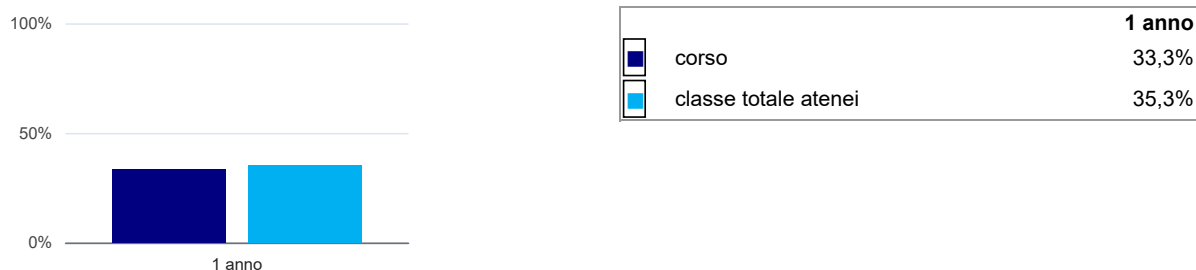 100%
50%
0%
1 anno
1 anno
corso 33,3%
classe totale atenei 35,3%